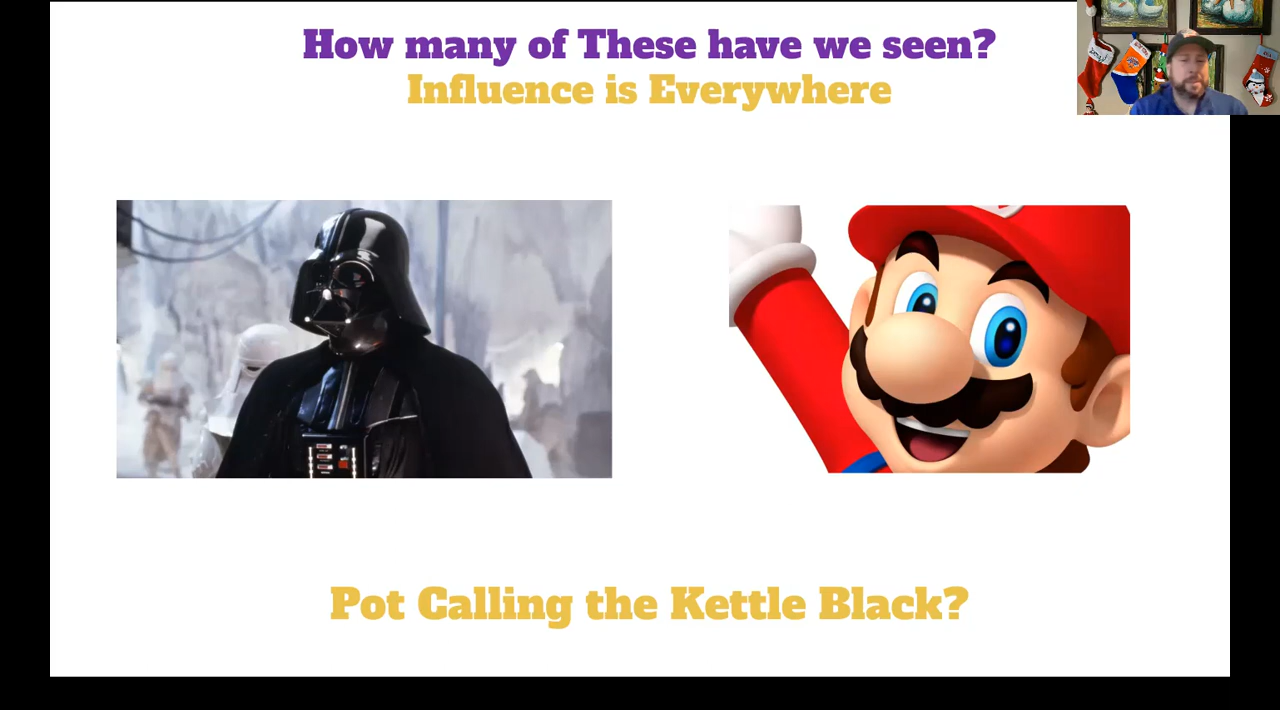 How many of These have we seen?
Influence is Everywhere
Pot Calling the Kettle Black?